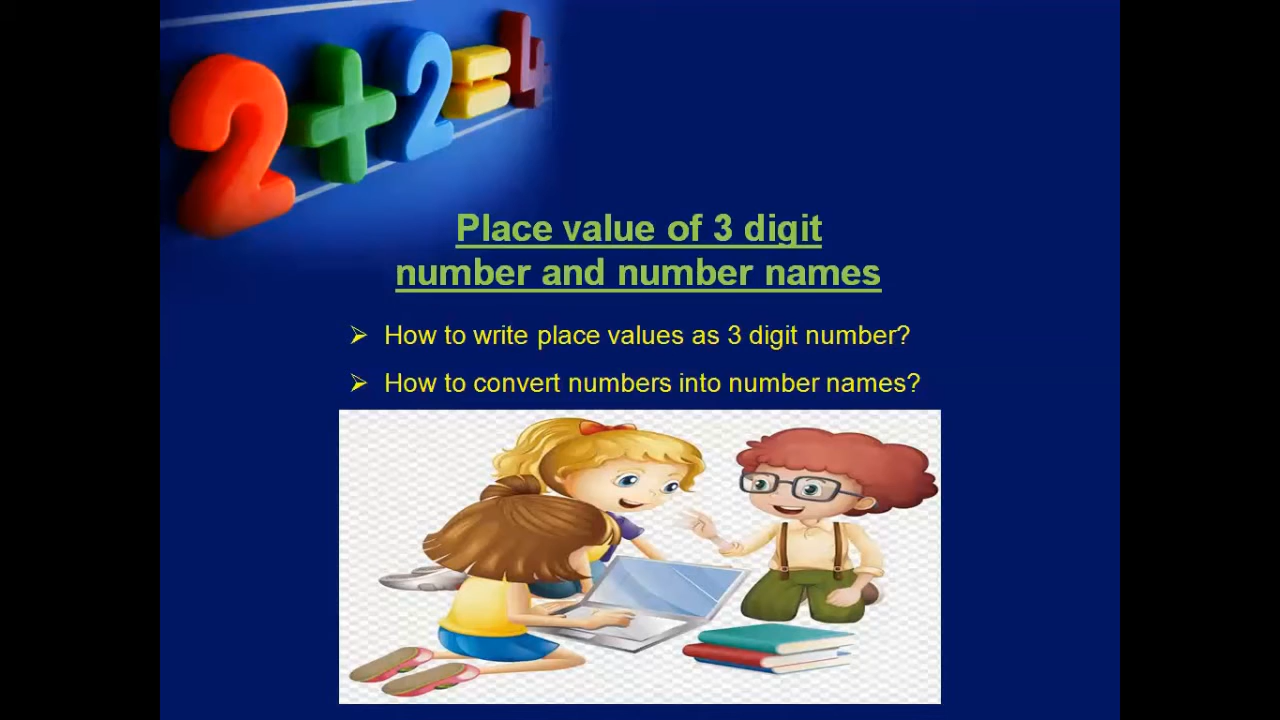 2+2=4
Place value of 3 digit
number and number names
➢ How to write place values as 3 digit number?
➢ How to convert numbers into number names?